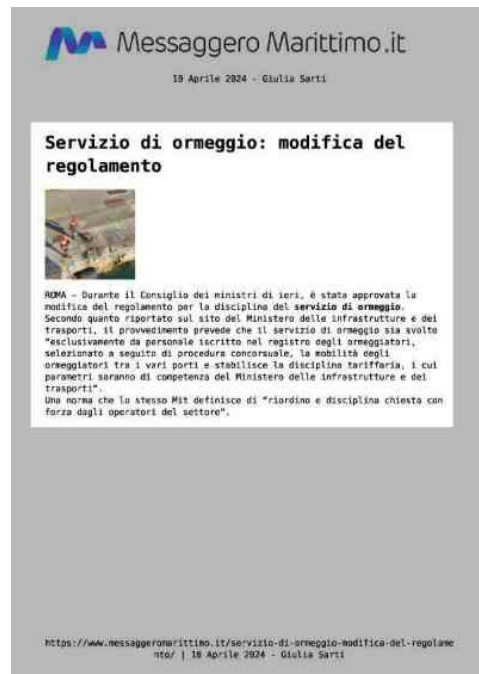 Messaggero Marittimo.it
19 Aprile 2024 - Giulia Sarti
Servizio di ormeggio: modifica del
regolamento
ROMA – Durante il Consiglio dei ministri di ieri, è stata approvata la
modifica del regolamento per la disciplina del servizio di ormeggio.
Secondo quanto riportato sul sito del Ministero delle infrastrutture e dei
trasporti, il provvedimento prevede che il servizio di ormeggio sia svolto
"esclusivamente da personale iscritto nel registro degli ormeggiatori,
selezionato a seguito di procedura concorsuale, la mobilità degli
ormeggiatori tra i vari porti e stabilisce la disciplina tariffaria, i cui
parametri saranno di competenza del Ministero delle infrastrutture e dei
trasporti".
Una norma che lo stesso Mit definisce di "riordino e disciplina chiesta con
forza dagli operatori del settore".
https://www.messaggeromarittimo.it/servizio-di-ormeggio-modifica-del-regolame
nto/ | 18 Aprile 2024 - Giulia Sarti